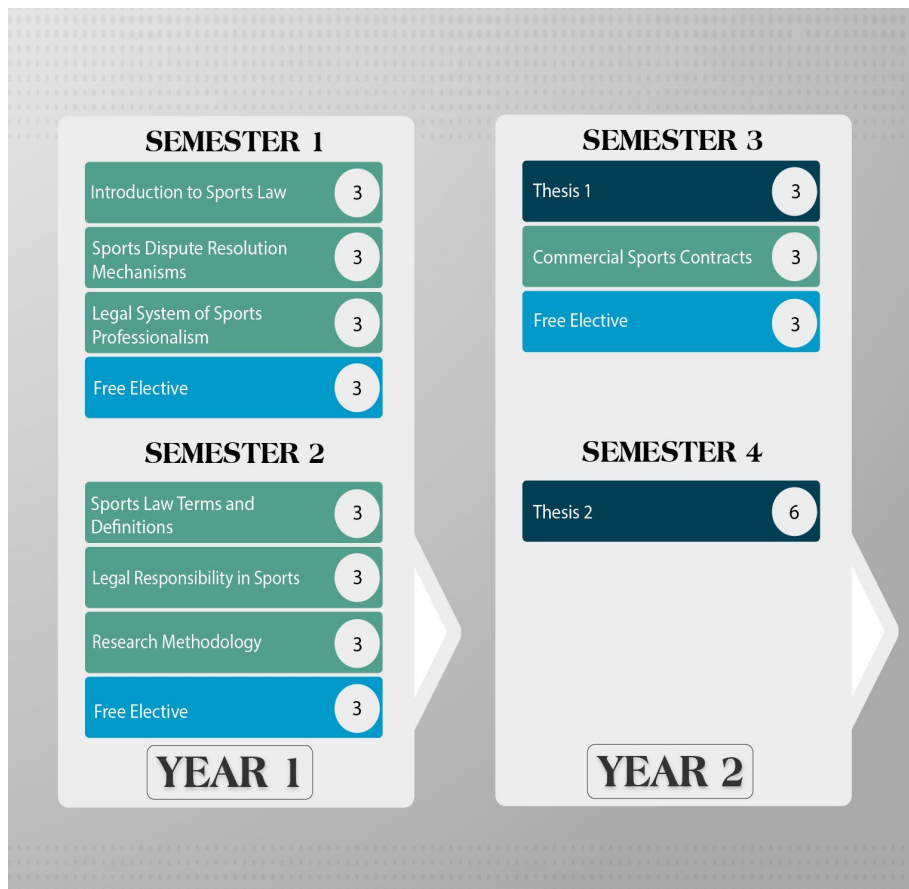 SEMESTER 1
Introduction to Sports Law 3
Sports Dispute Resolution
Mechanisms 3
Legal System of Sports
Professionalism 3
Free Elective 3
SEMESTER 2
Sports Law Terms and
Definitions 3
Legal Responsibility in Sports 3
Research Methodology 3
Free Elective 3
YEAR 1
SEMESTER 3
Thesis 1 3
Commercial Sports Contracts 3
Free Elective 3
SEMESTER 4
Thesis 2 6
YEAR 2